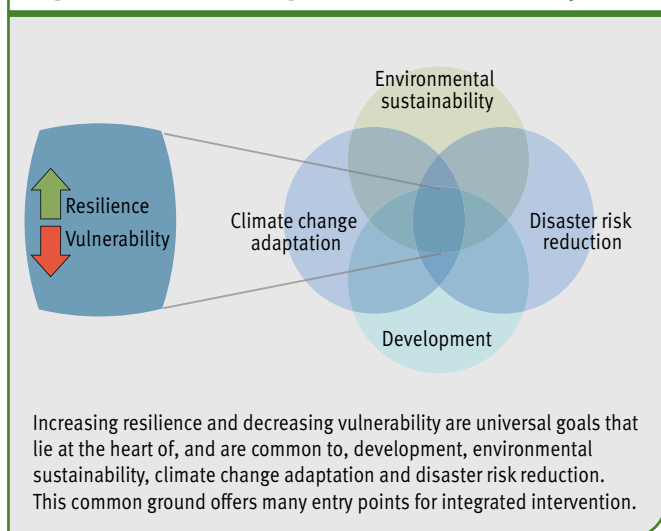 Environmental
sustainability
Resilience
Vulnerability
Climate change
adaptation
Disaster risk
reduction
Development
Increasing resilience and decreasing vulnerability are universal goals that
lie at the heart of, and are common to, development, environmental
sustainability, climate change adaptation and disaster risk reduction.
This common ground offers many entry points for integrated intervention.